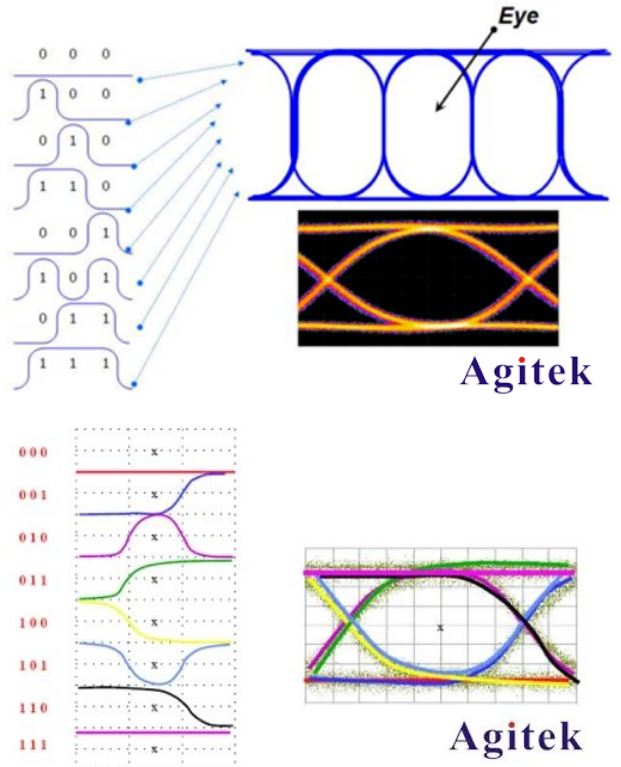 Eye
0 0 0
1 0 0
0 1 0
1 1 0
0 0 1
1 0 1
0 1 1
1 1 1
Agitek
000
x
001
x
010
x
011
x
100
x
101
x
110
x
111
x
x
Agitek